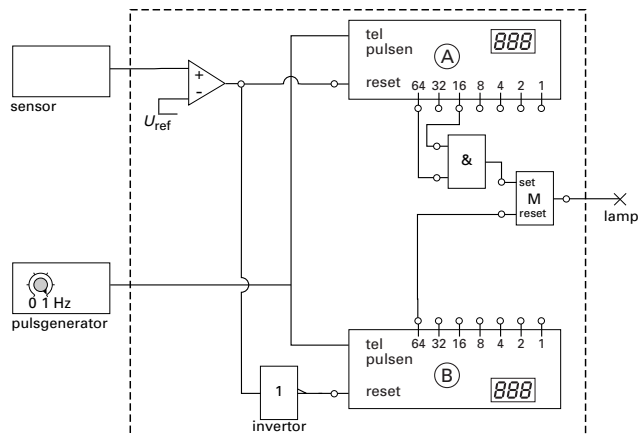 sensor
+
-
U ref
tel
pulsen
A
888
reset
64 32 16 8 4 2 1
&
set
M
reset
lamp
0 1 Hz
pulsgenerator
1
invertor
64 32 16 8 4 2 1
tel
pulsen
B
reset
888